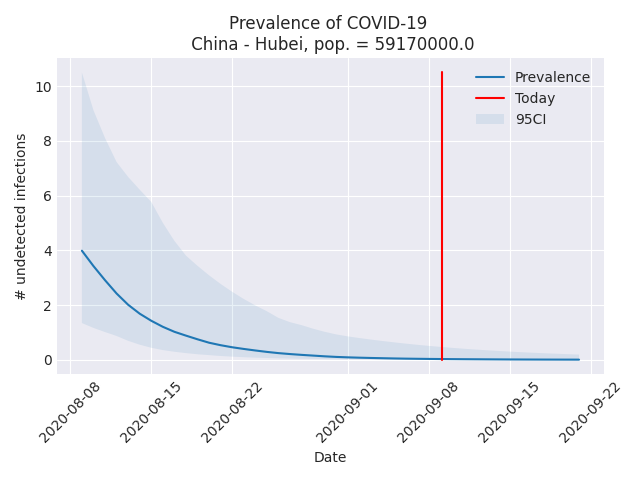 Prevalence of COVID-19
China - Hubei, pop. = 59170000.0
Prevalence
Today
95CI
# undetected infections
10
8
6
4
2
0
2020-08-08
2020-08-15
2020-08-22
2020-09-01
2020-09-08
2020-09-15
2020-09-22
Date